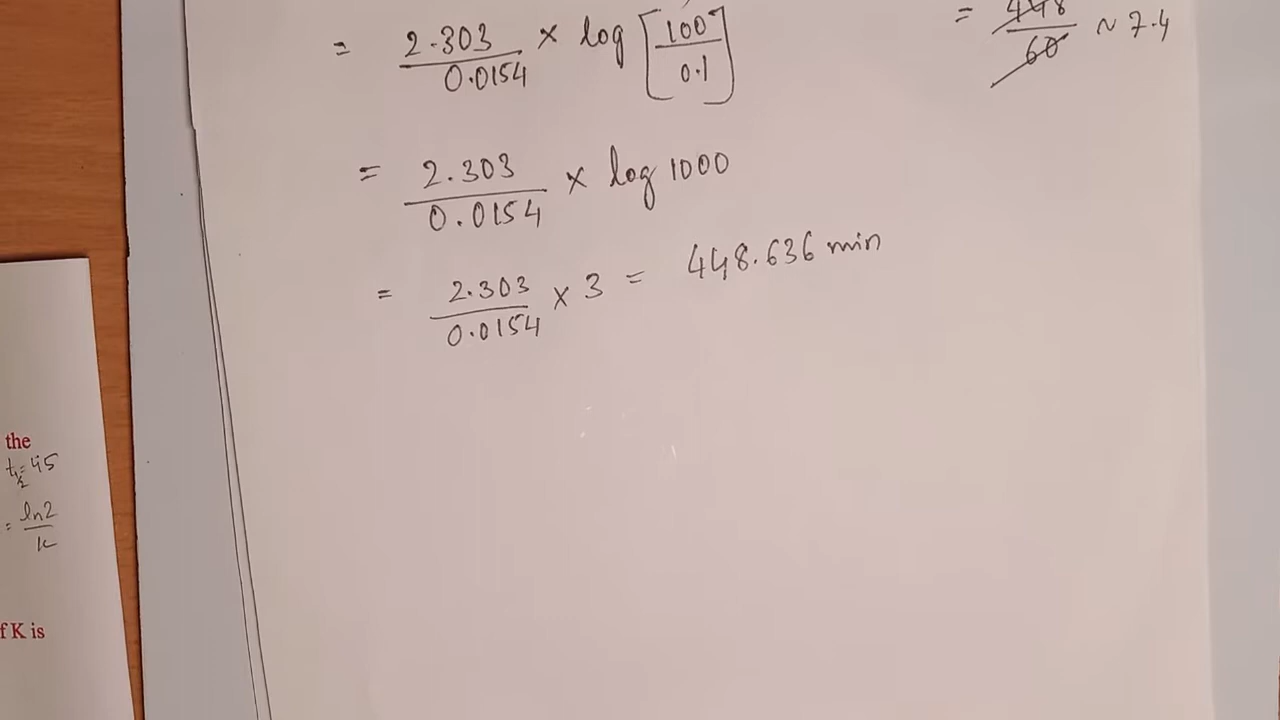 = 2.303 / 0.0154 × log [100 / 0.1]
= 448 / 60 ~ 7.4
= 2.303 / 0.0154 × log 1000
= 2.303 / 0.0154 × 3 = 448.636 min
the
t½=45
= ln2 / k
f K is